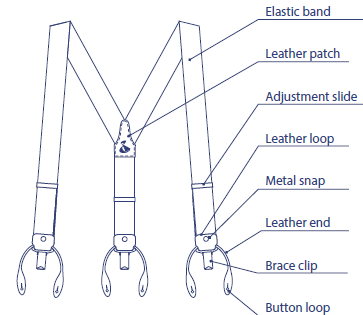 Elastic band
Leather patch
Adjustment slide
Leather loop
Metal snap
Leather end
Brace clip
Button loop